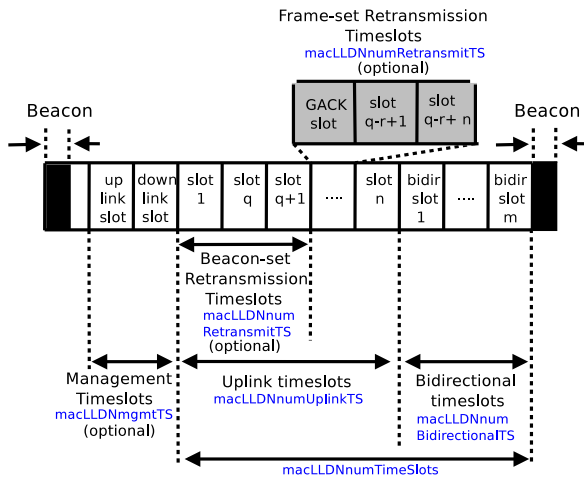 Frame-set Retransmission
Timeslots
macLLDNnumRetransmitTS
(optional)
GACK
slot
slot
q-r+1
slot
q-r+ n
Beacon
Beacon
up
link
slot
down
link
slot
slot
1
slot
q
slot
q+1
....
slot
n
bidir
slot
1
....
bidir
slot
m
Beacon-set
Retransmission
Timeslots
macLLDNnum
RetransmitTS
(optional)
Management
Timeslots
macLLDNmgmtTS
(optional)
Uplink timeslots
macLLDNnumUplinkTS
Bidirectional
timeslots
macLLDNnum
BidirectionalTS
macLLDNnumTimeSlots